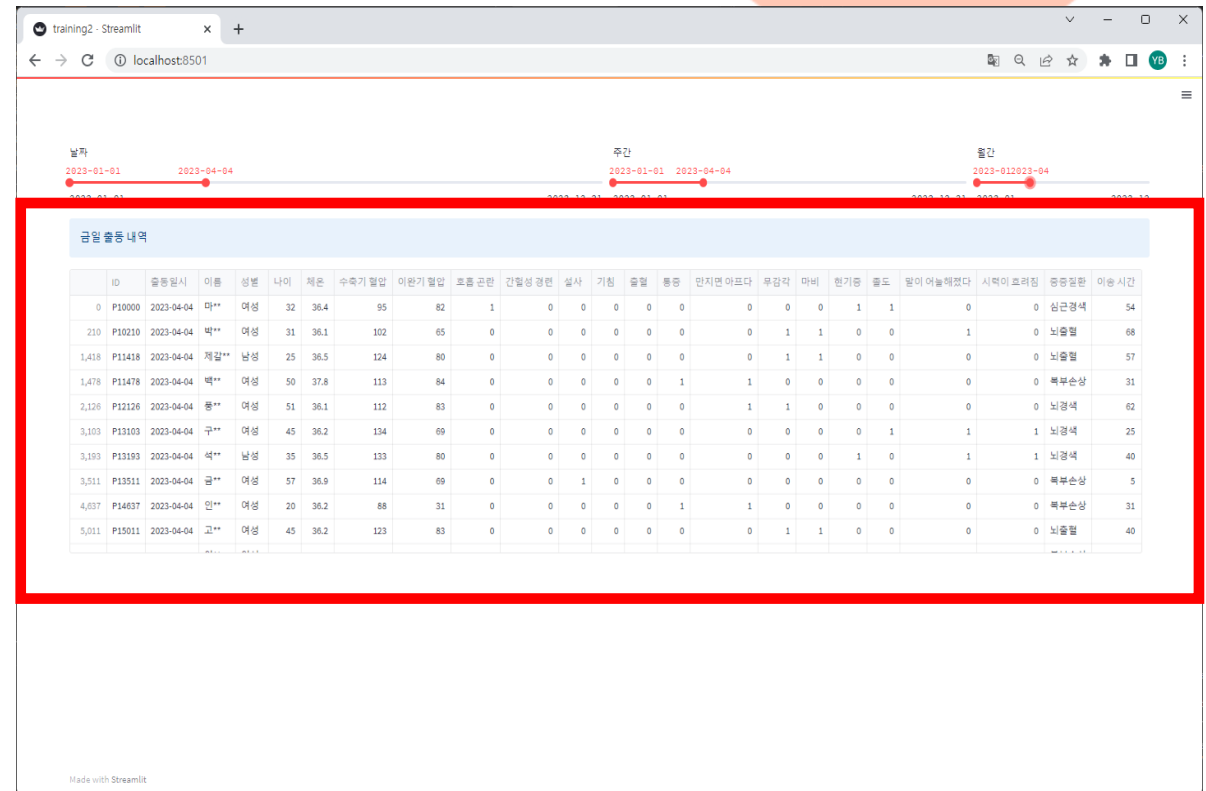 training2 - Streamlit
localhost:8501
YB
날짜 주간 월간
2023-01-01 2023-04-04 2023-01-01 2023-04-04 2023-012023-04
금일 출동 내역
ID 출동일시 이름 성별 나이 체온 수축기 혈압 이완기 혈압 호흡 곤란 간헐성 경련 설사 기침 출혈 통증 만지면 아프다 무감각 마비 현기증 졸도 말이 어눌해졌다 시력이 흐려짐 중증질환 이송 시간
0 P10000 2023-04-04 마** 여성 32 36.4 95 82 1 0 0 0 0 0 0 0 0 1 1 0 0 심근경색 54
210 P10210 2023-04-04 박** 여성 31 36.1 102 65 0 0 0 0 0 0 0 1 1 0 0 1 0 뇌출혈 68
1,418 P11418 2023-04-04 제갈** 남성 25 36.5 124 80 0 0 0 0 0 0 0 1 1 0 0 0 0 뇌출혈 57
1,478 P11478 2023-04-04 백** 여성 50 37.8 113 84 0 0 0 0 0 1 1 0 0 0 0 0 0 복부손상 31
2,126 P12126 2023-04-04 풍** 여성 51 36.1 112 83 0 0 0 0 0 0 1 1 0 0 0 0 0 뇌경색 62
3,103 P13103 2023-04-04 구** 여성 45 36.2 134 69 0 0 0 0 0 0 0 0 0 0 1 1 1 뇌경색 25
3,193 P13193 2023-04-04 석** 남성 35 36.5 133 80 0 0 0 0 0 0 0 0 0 1 0 1 1 뇌경색 40
3,511 P13511 2023-04-04 금** 여성 57 36.9 114 69 0 0 1 0 0 0 0 0 0 0 0 0 0 복부손상 5
4,637 P14637 2023-04-04 인** 여성 20 36.2 88 31 0 0 0 0 0 1 1 0 0 0 0 0 0 복부손상 31
5,011 P15011 2023-04-04 고** 여성 45 36.2 123 83 0 0 0 0 0 0 0 1 1 0 0 0 0 뇌출혈 40
Made with Streamlit